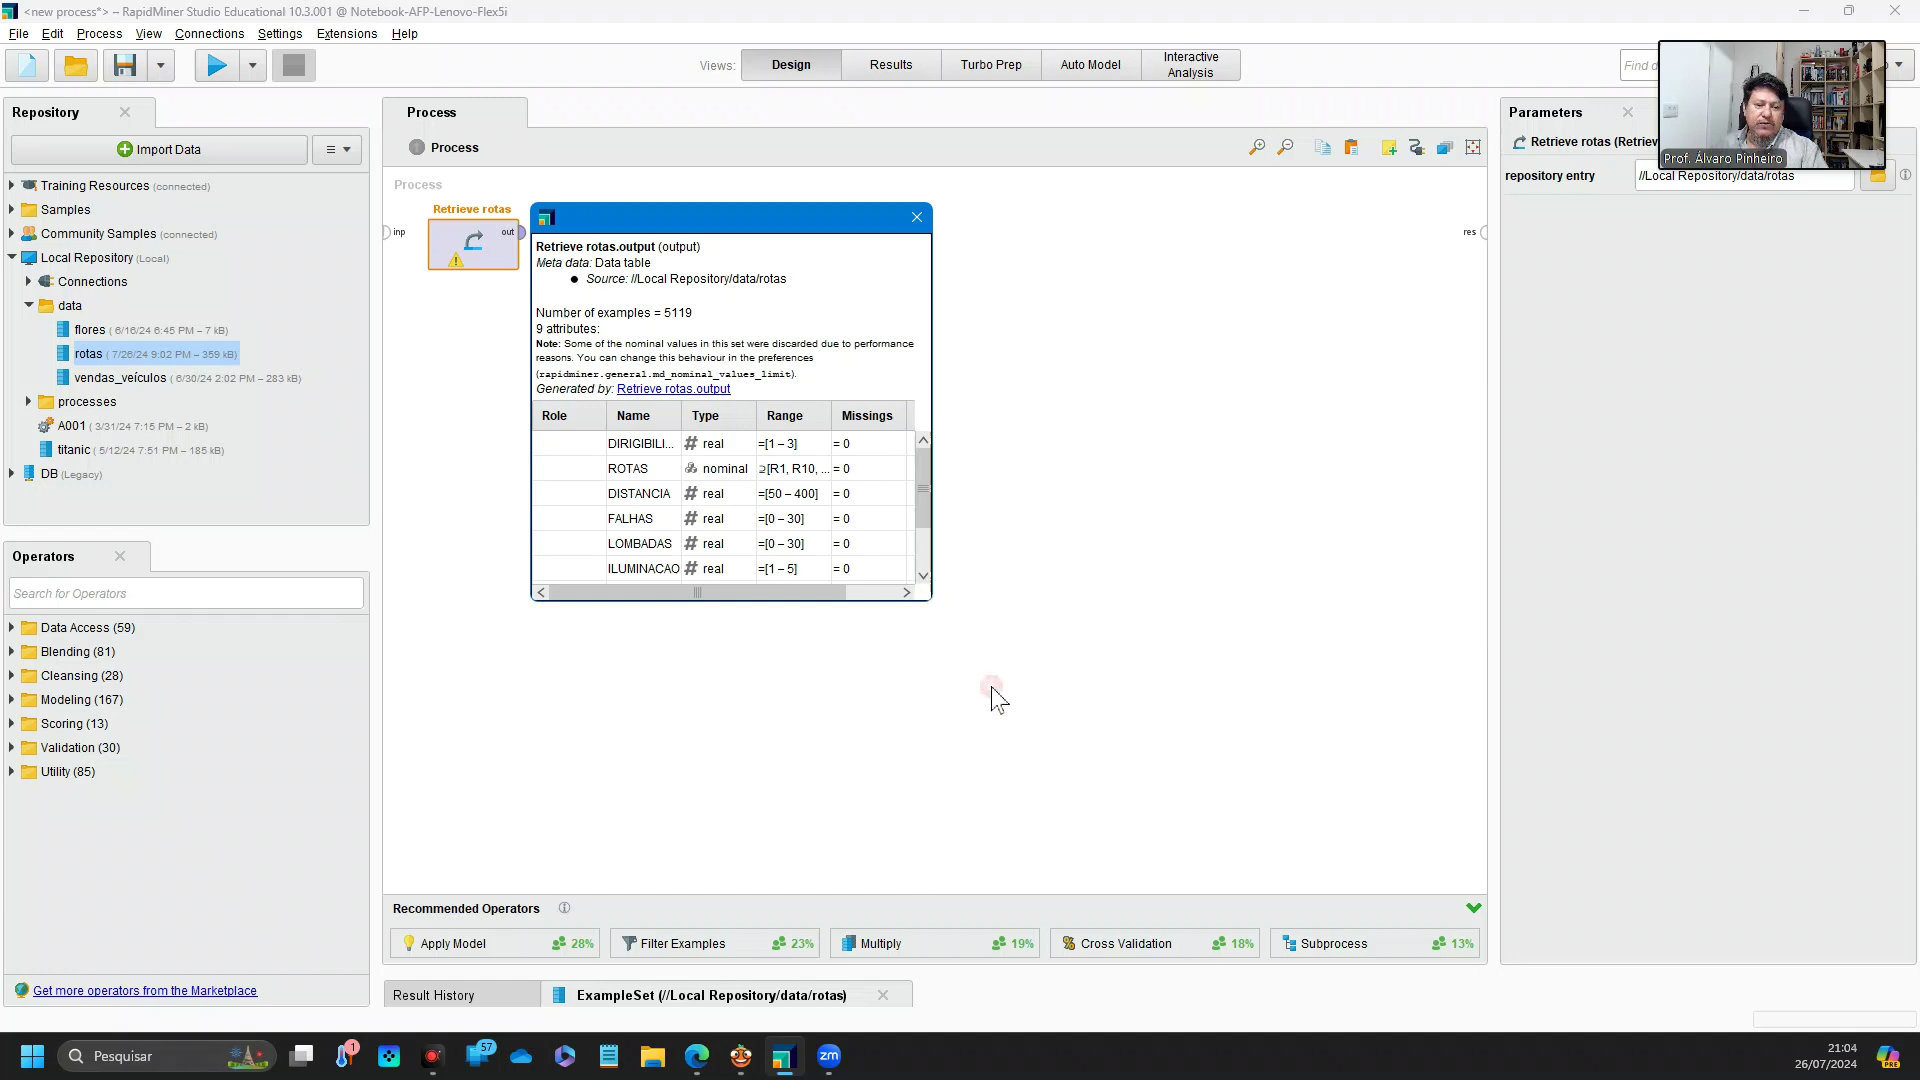 <new process*> – RapidMiner Studio Educational 10.3.001 @ Notebook-AFP-Lenovo-Flex5i
File Edit Process View Connections Settings Extensions Help
Views: Design Results Turbo Prep Auto Model Interactive Analysis
Find d
Prof. Álvaro Pinheiro
Repository
Import Data
Training Resources (connected)
Samples
Community Samples (connected)
Local Repository (Local)
Connections
data
flores ( 6/16/24 6:45 PM – 7 kB)
rotas ( 7/26/24 9:02 PM – 359 kB)
vendas_veículos ( 6/30/24 2:02 PM – 283 kB)
processes
A001 ( 3/31/24 7:15 PM – 2 kB)
titanic ( 5/12/24 7:51 PM – 185 kB)
DB (Legacy)
Operators
Search for Operators
Data Access (59)
Blending (81)
Cleansing (28)
Modeling (167)
Scoring (13)
Validation (30)
Utility (85)
Get more operators from the Marketplace
Process
Process
Process
inp
Retrieve rotas
out
res
Retrieve rotas.output (output)
Meta data: Data table
Source: //Local Repository/data/rotas
Number of examples = 5119
9 attributes:
Note: Some of the nominal values in this set were discarded due to performance
reasons. You can change this behaviour in the preferences
(rapidminer.general.md_nominal_values_limit).
Generated by: Retrieve rotas.output
Role Name Type Range Missings
DIRIGIBILI... # real =[1 – 3] = 0
ROTAS nominal ⊇[R1, R10, ... = 0
DISTANCIA # real =[50 – 400] = 0
FALHAS # real =[0 – 30] = 0
LOMBADAS # real =[0 – 30] = 0
ILUMINACAO # real =[1 – 5] = 0
Recommended Operators
Apply Model 28%
Filter Examples 23%
Multiply 19%
Cross Validation 18%
Subprocess 13%
Result History
ExampleSet (//Local Repository/data/rotas)
Parameters
Retrieve rotas (Retriev
repository entry
//Local Repository/data/rotas
Pesquisar
1
57
zm
21:04
26/07/2024
PRE